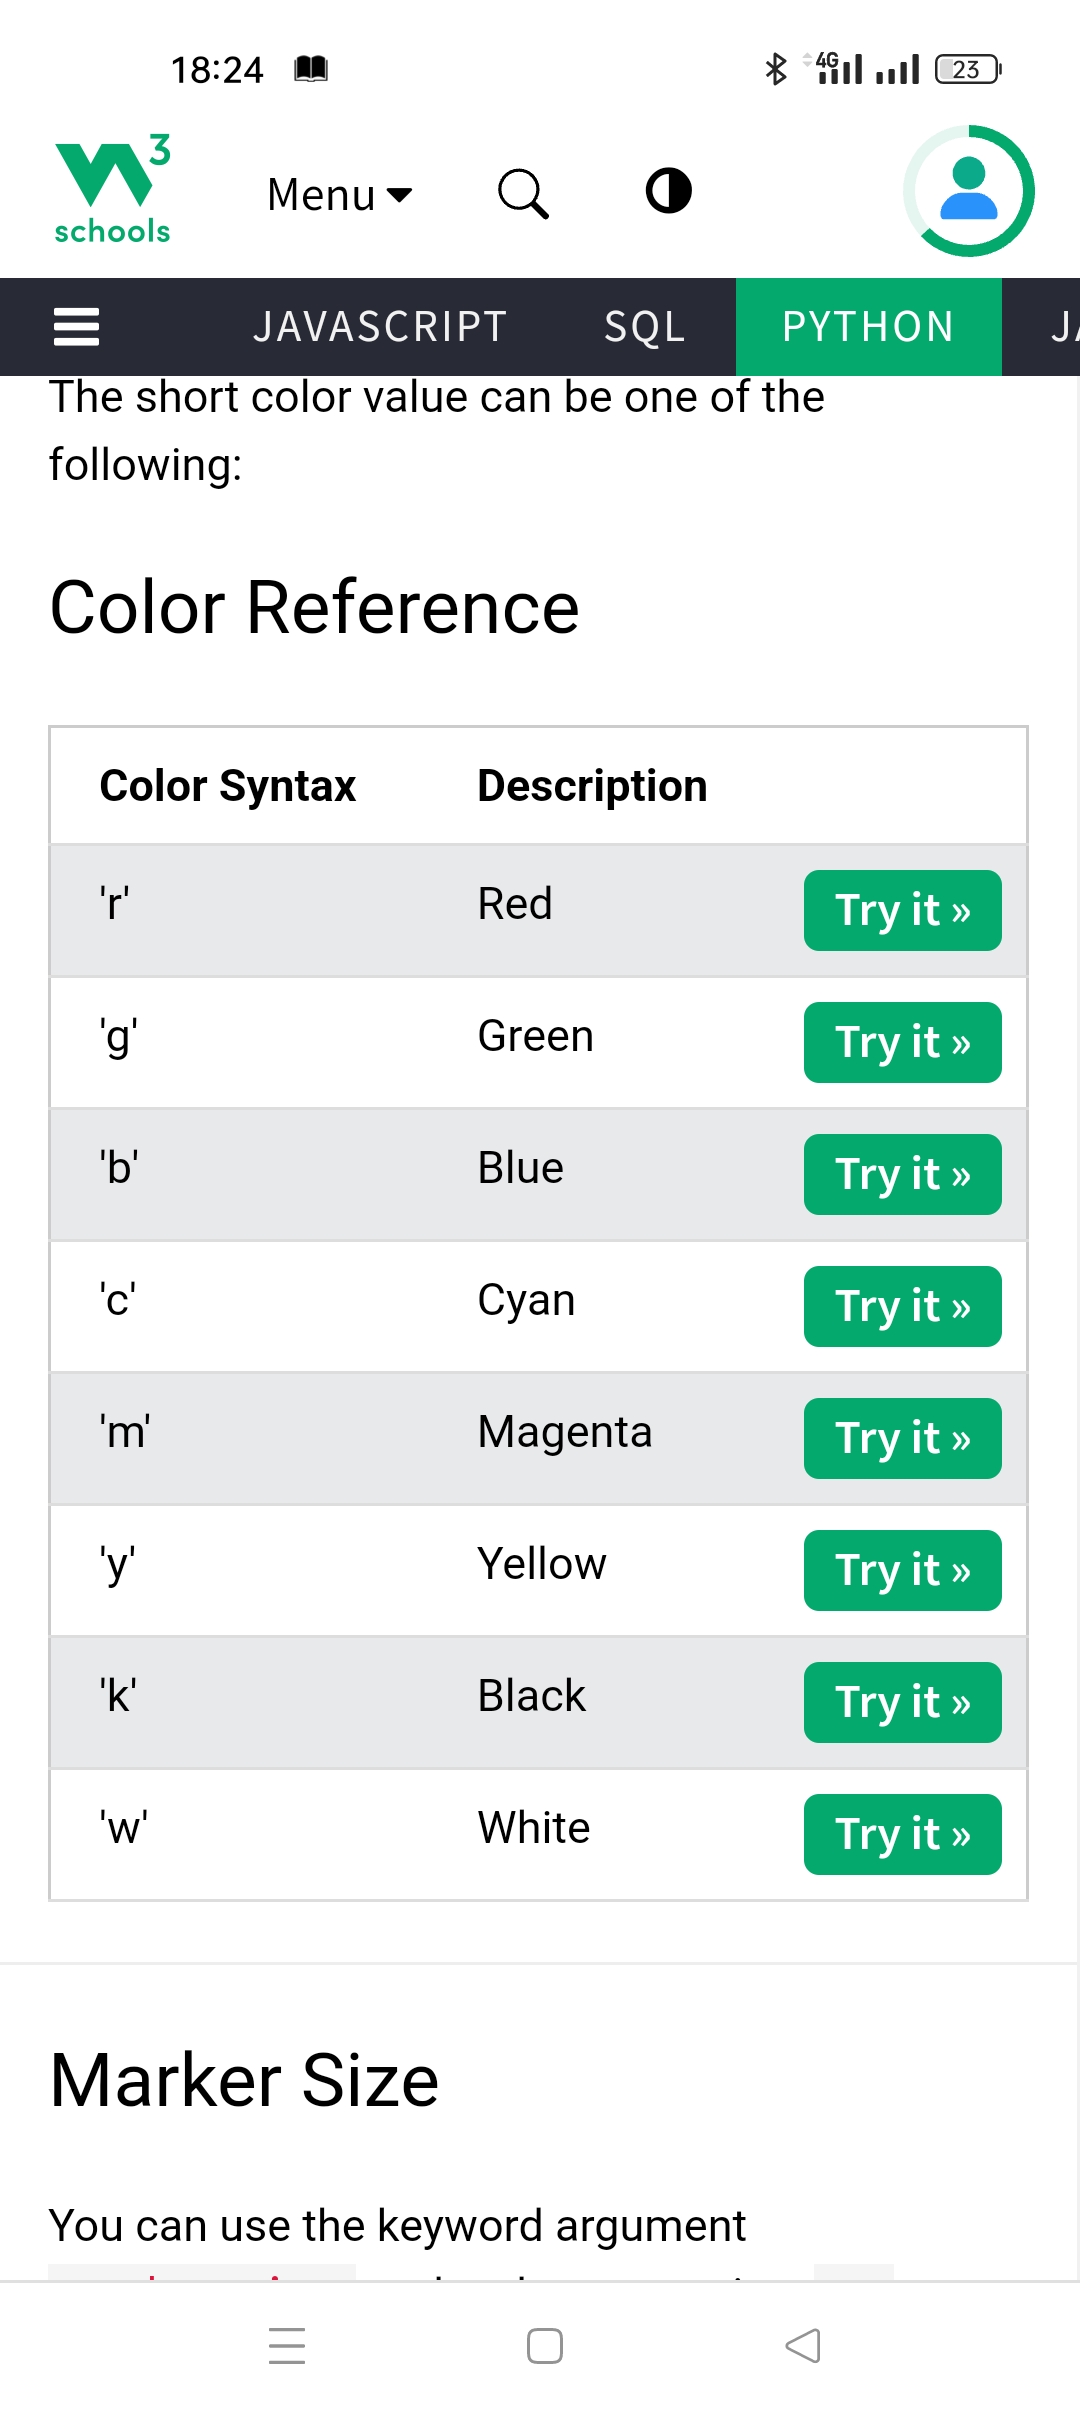 18:24 4G 23
W3 schools Menu
JAVASCRIPT SQL PYTHON
The short color value can be one of the
following:
Color Reference
Color Syntax Description
'r' Red Try it »
'g' Green Try it »
'b' Blue Try it »
'c' Cyan Try it »
'm' Magenta Try it »
'y' Yellow Try it »
'k' Black Try it »
'w' White Try it »
Marker Size
You can use the keyword argument